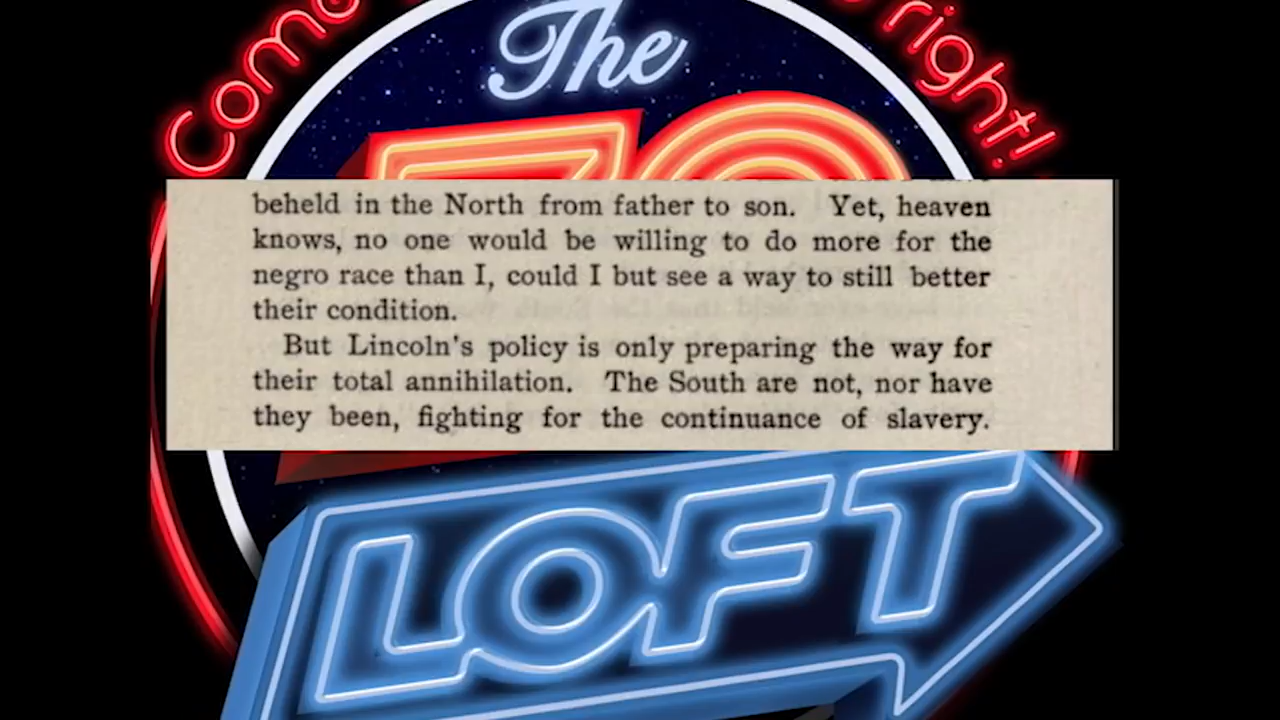 Come
right!
The
70
beheld in the North from father to son. Yet, heaven
knows, no one would be willing to do more for the
negro race than I, could I but see a way to still better
their condition.
But Lincoln's policy is only preparing the way for
their total annihilation. The South are not, nor have
they been, fighting for the continuance of slavery.
LOFT